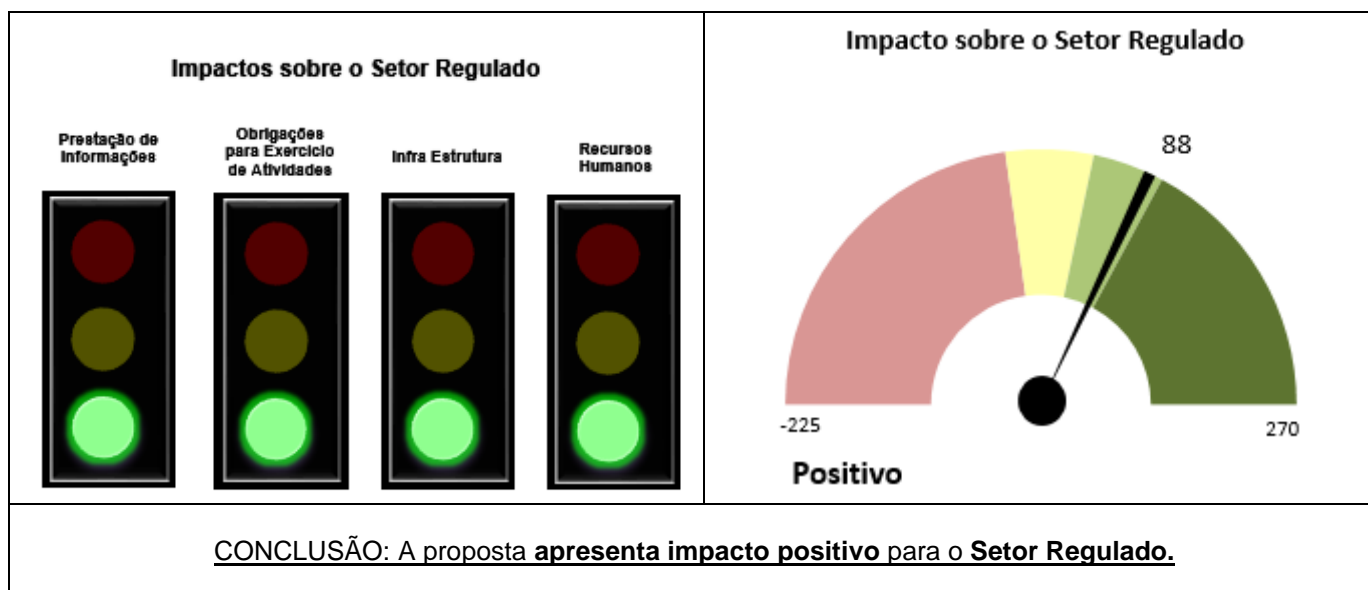 Impactos sobre o Setor Regulado
Prestação de
Informações
Obrigações
para Exercício
de Atividades
Infra Estrutura
Recursos
Humanos
Impacto sobre o Setor Regulado
88
-225
270
Positivo
CONCLUSÃO: A proposta apresenta impacto positivo para o Setor Regulado.